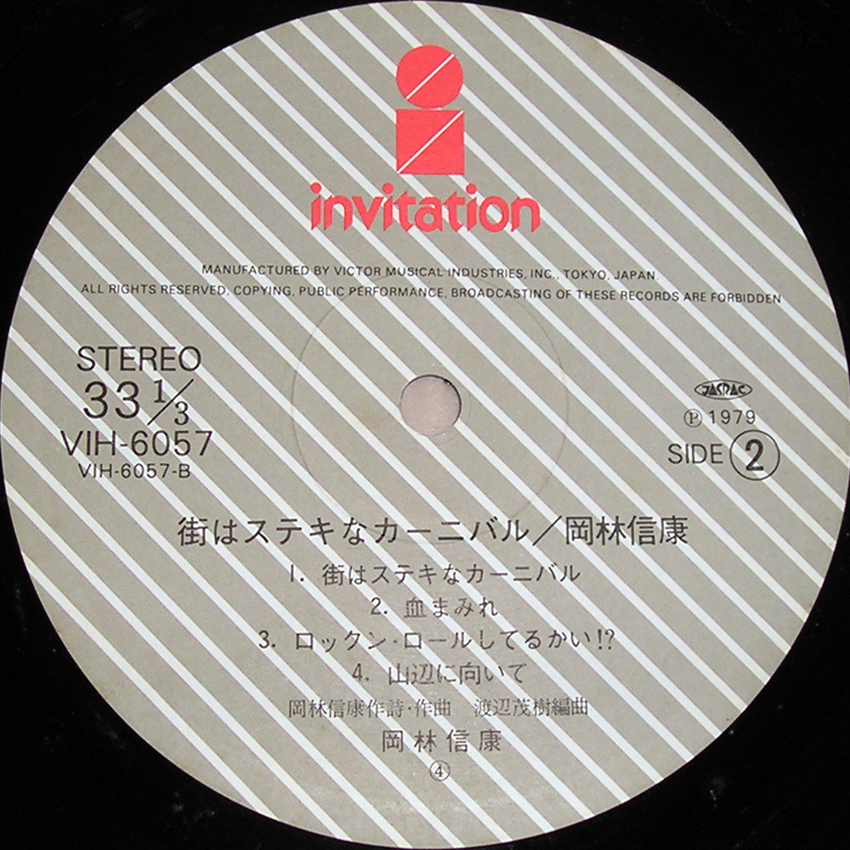 invitation
MANUFACTURED BY VICTOR MUSICAL INDUSTRIES, INC., TOKYO, JAPAN
ALL RIGHTS RESERVED, COPYING, PUBLIC PERFORMANCE, BROADCASTING OF THESE RECORDS ARE FORBIDDEN
STEREO
33 1/3
VIH-6057
VIH-6057-B
JASRAC
Ⓟ1979
SIDE ②
街はステキなカーニバル／岡林信康
1. 街はステキなカーニバル
2. 血まみれ
3. ロックン・ロールしてるかい!?
4. 山辺に向いて
岡林信康作詩・作曲 渡辺茂樹編曲
岡林信康
④